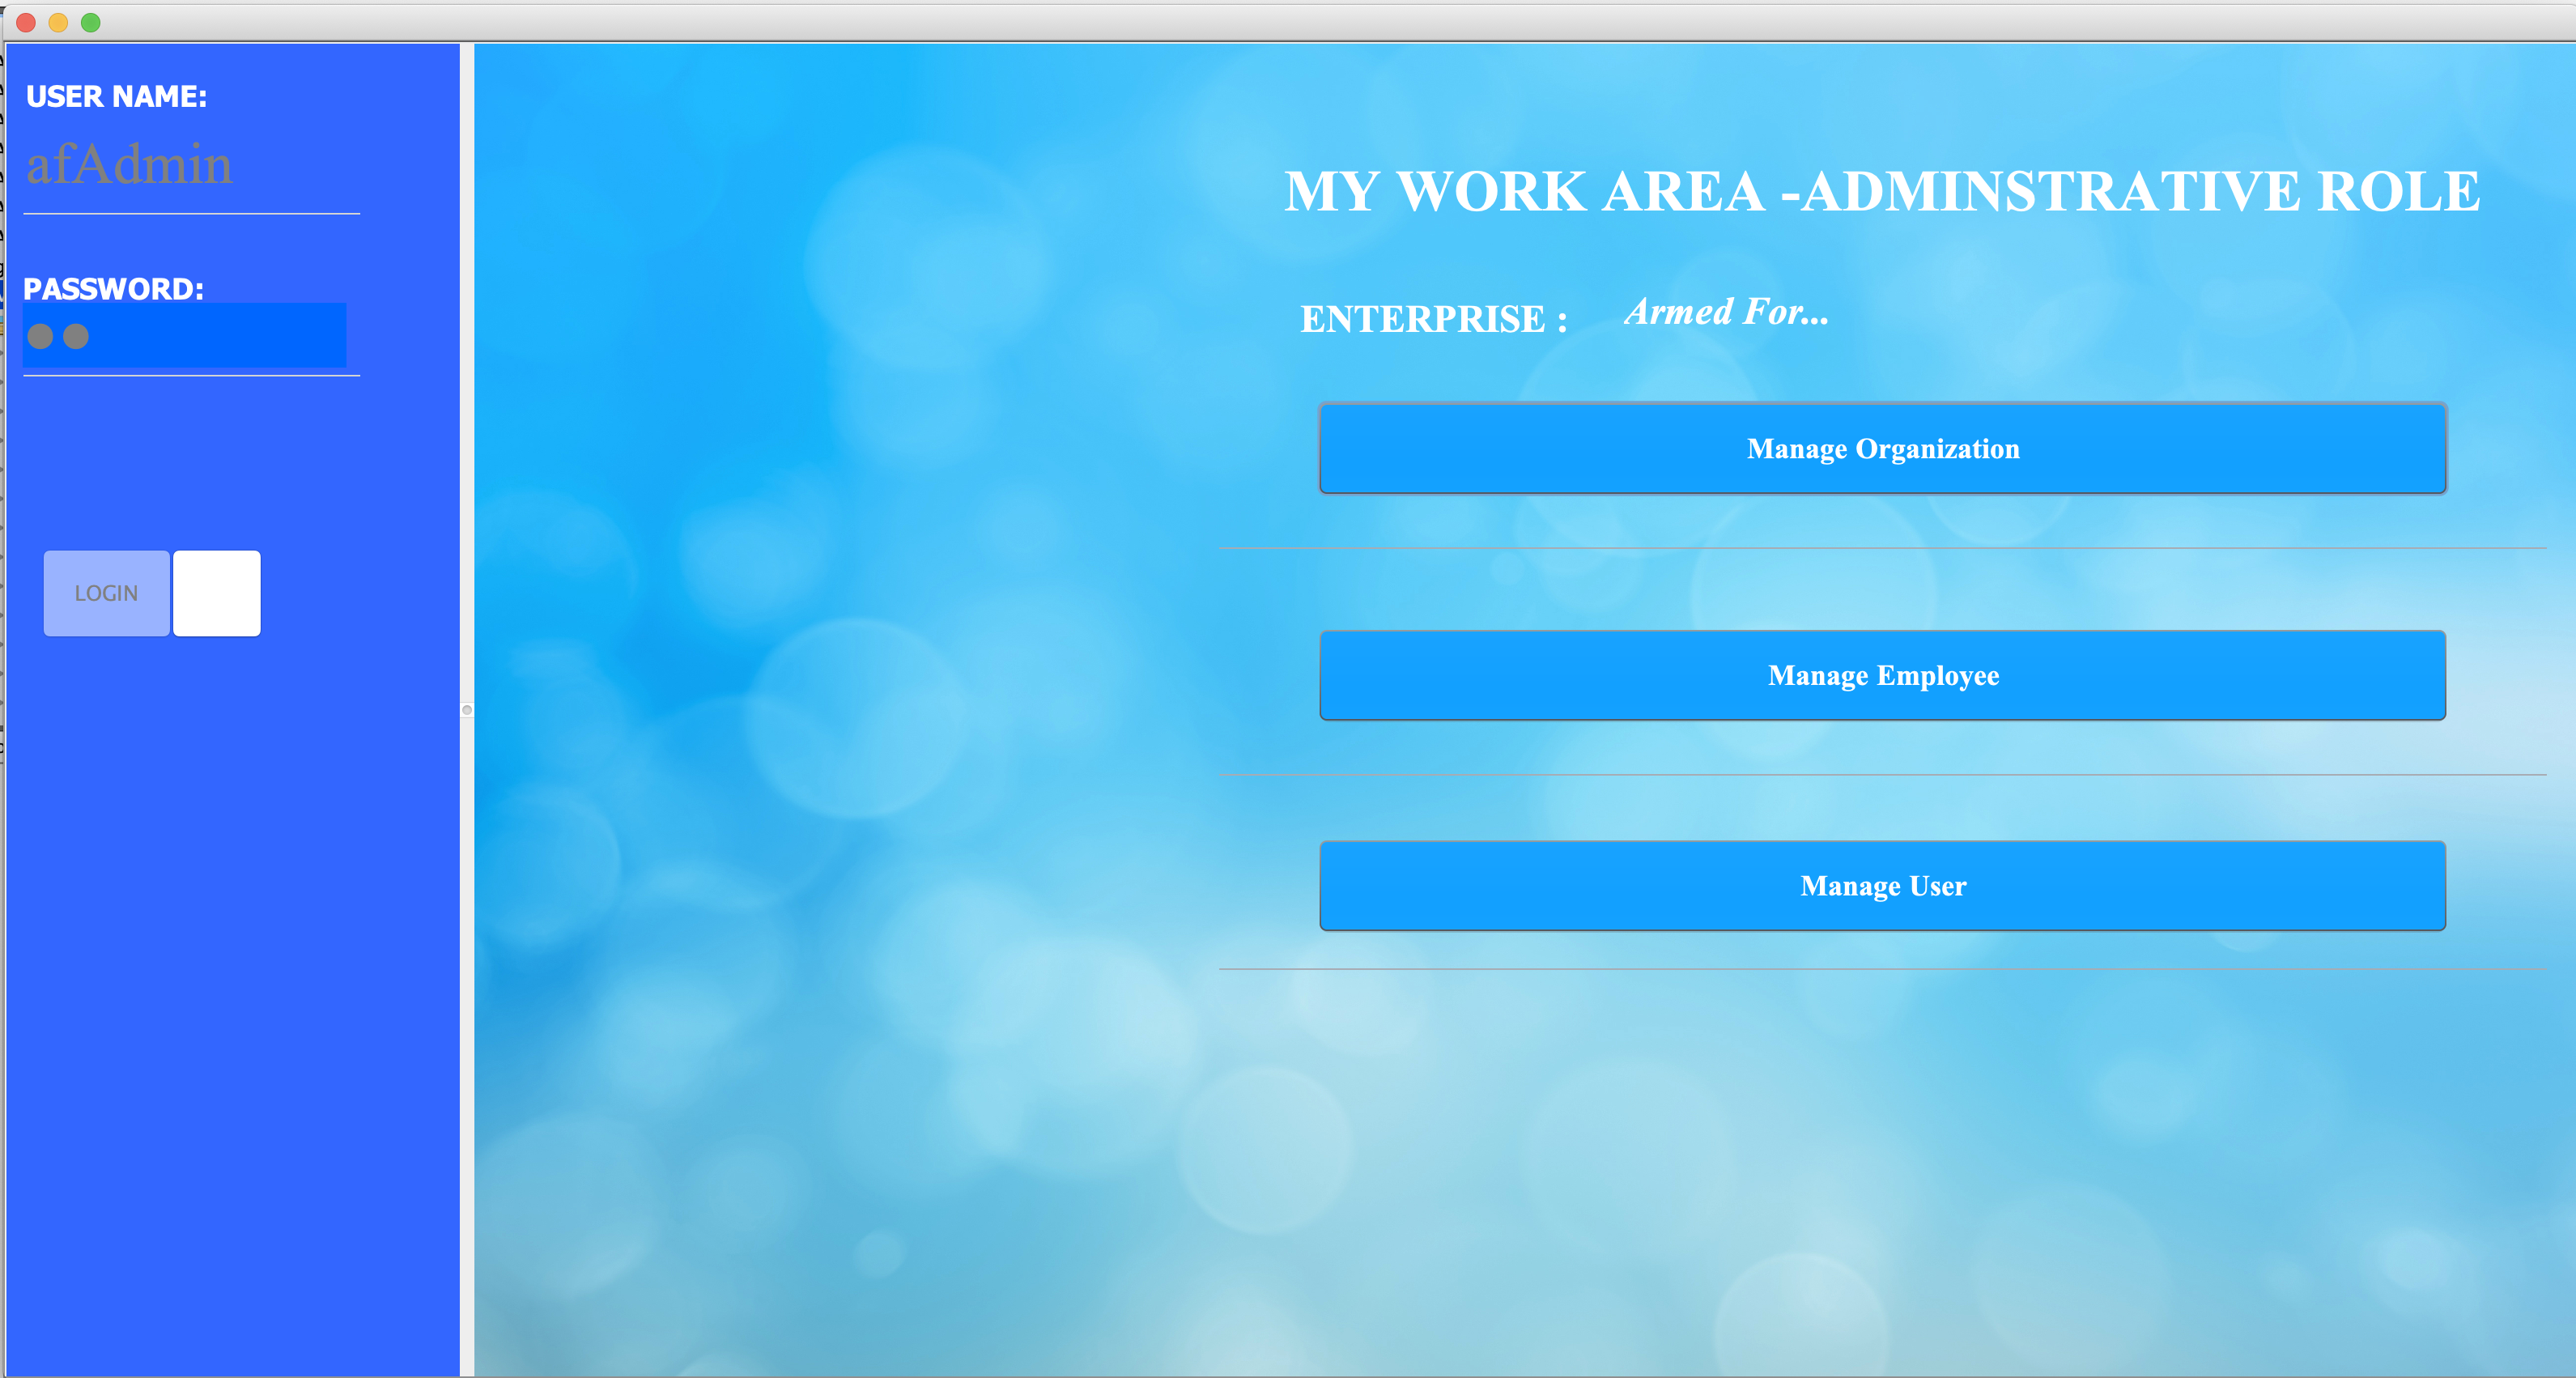 USER NAME:
afAdmin
PASSWORD:
LOGIN
MY WORK AREA -ADMINSTRATIVE ROLE
ENTERPRISE :
Armed For...
Manage Organization
Manage Employee
Manage User